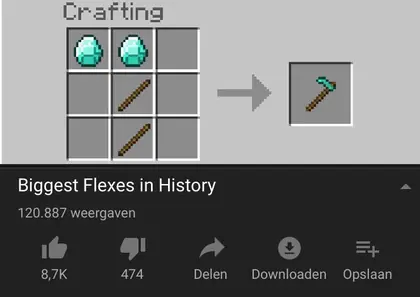 Crafting
Biggest Flexes in History
120.887 weergaven
8,7K 474 Delen Downloaden Opslaan